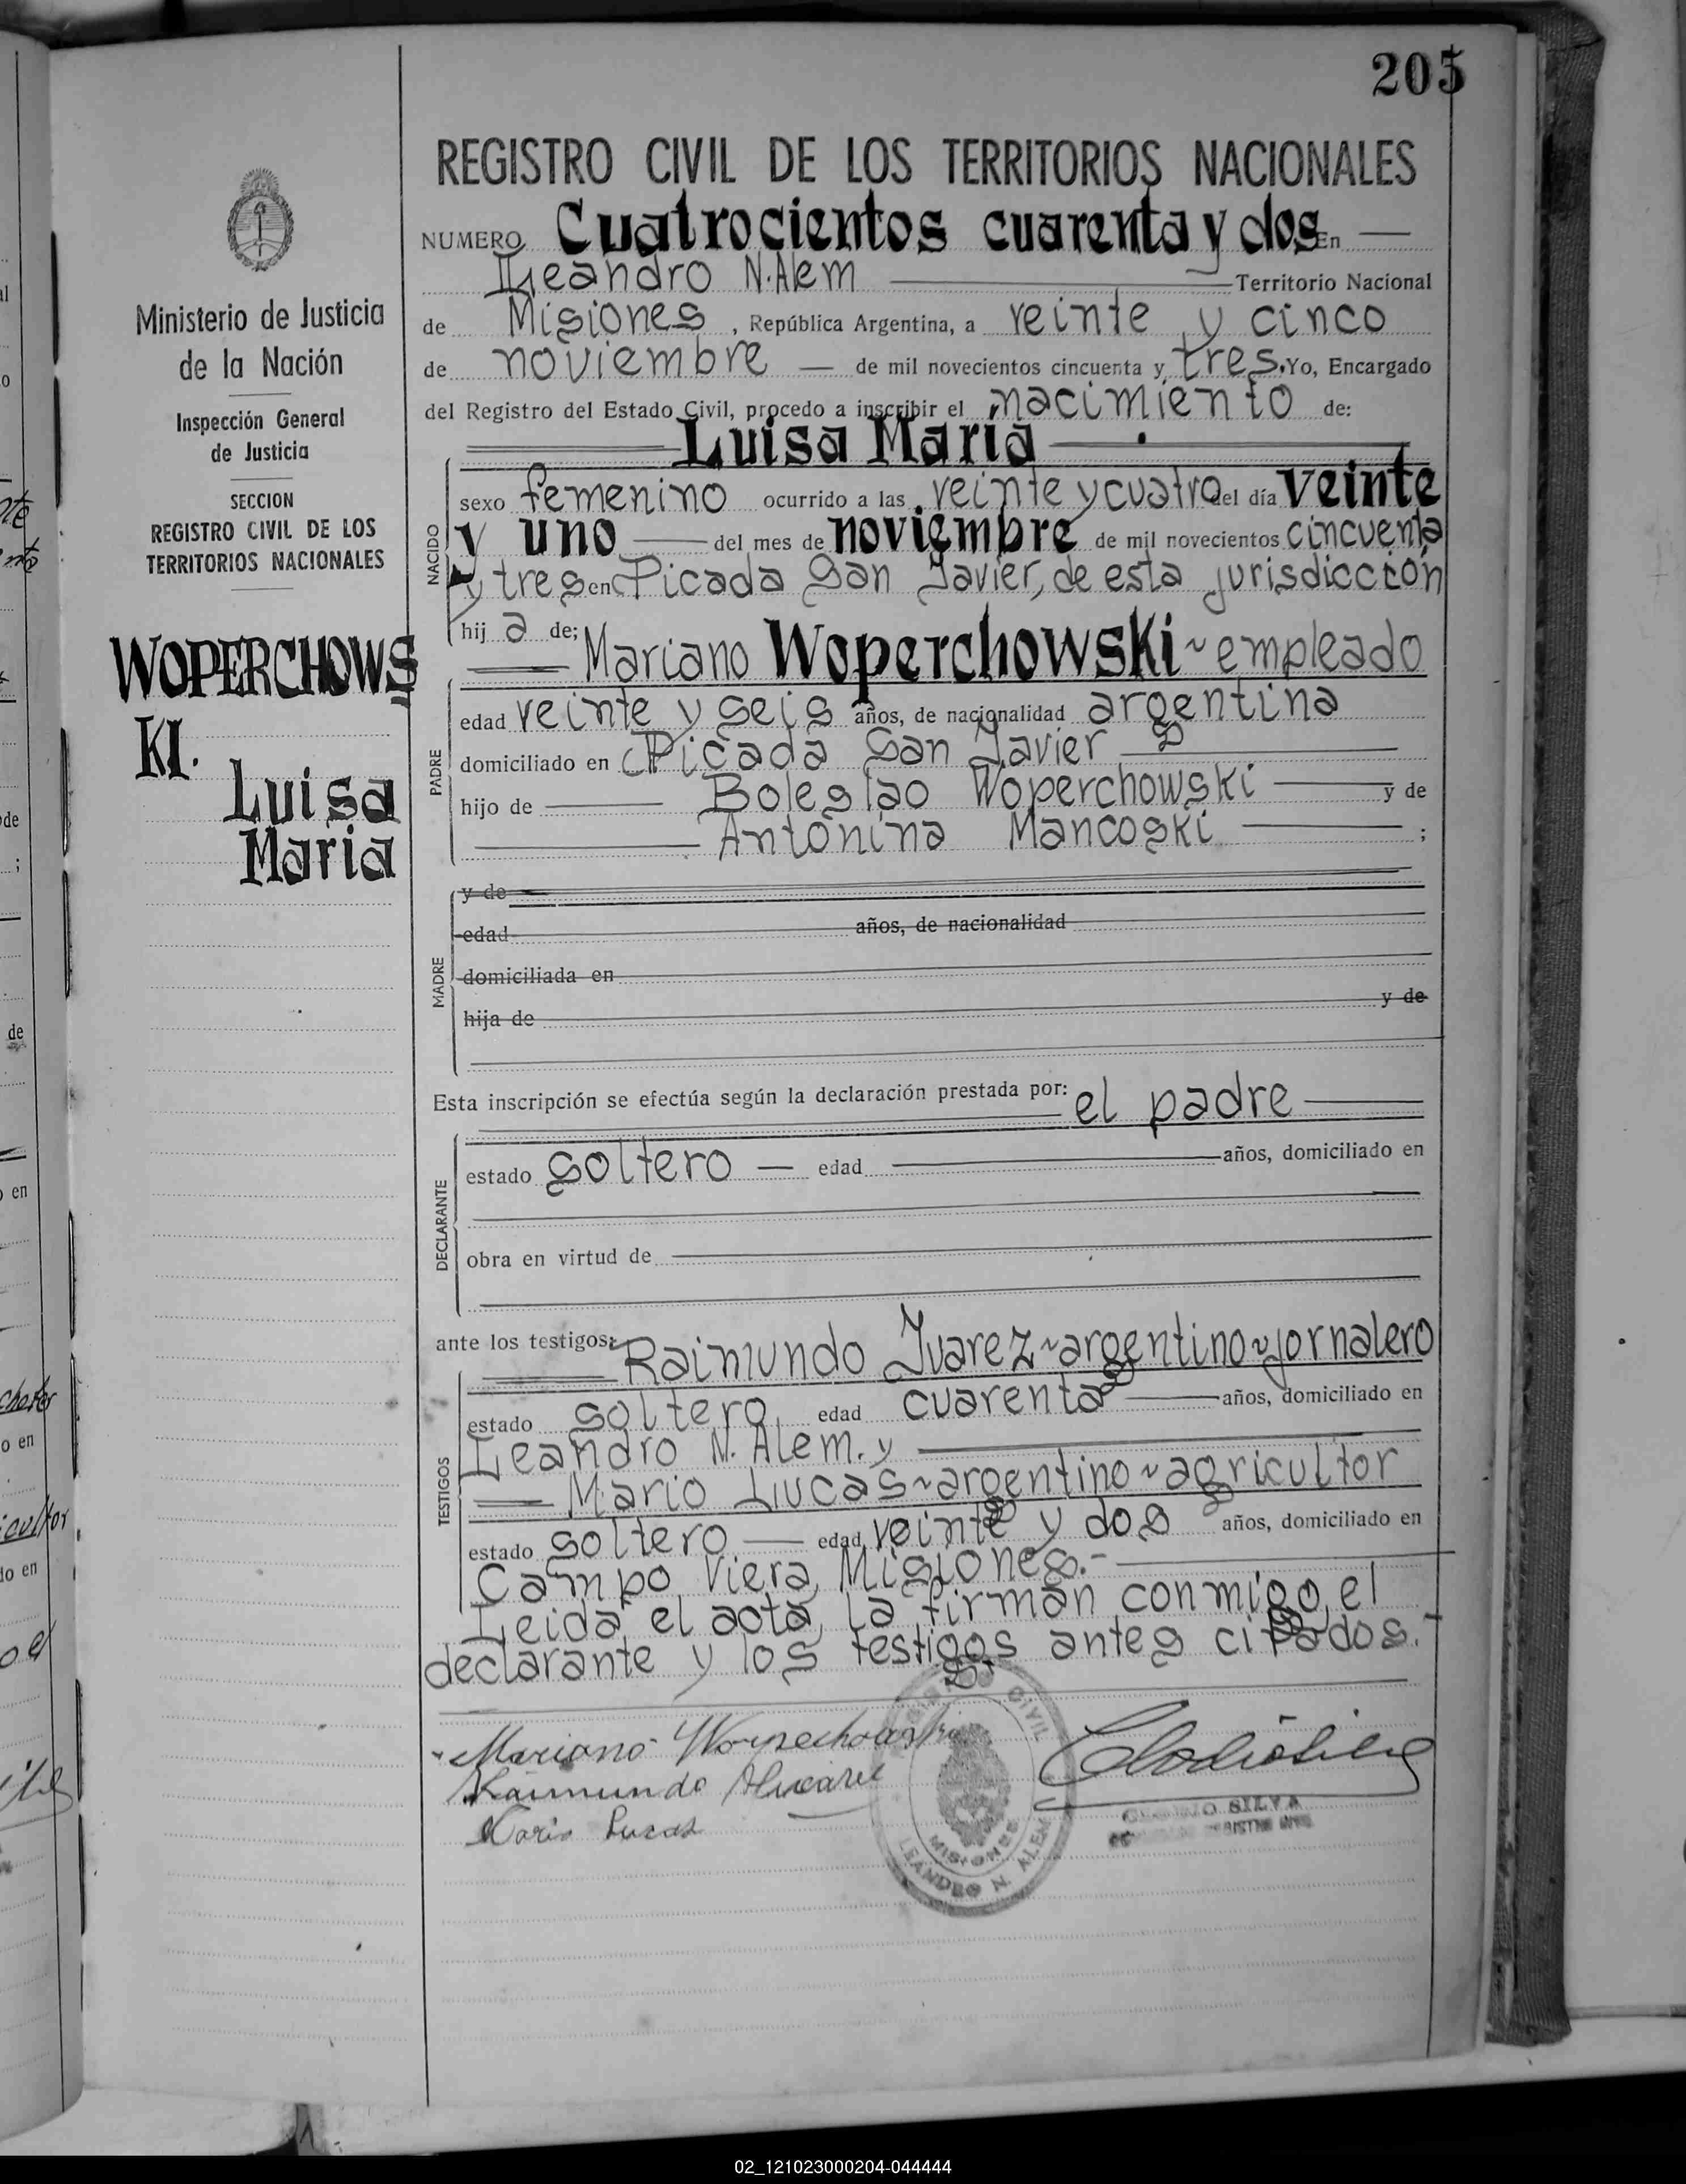 205
REGISTRO CIVIL DE LOS TERRITORIOS NACIONALES
NUMERO Cuatrocientos cuarenta y dos En
Leandro N. Alem Territorio Nacional
de Misiones, República Argentina, a veinte y cinco
de noviembre de mil novecientos cincuenta y tres. Yo, Encargado
del Registro del Estado Civil, procedo a inscribir el nacimiento de:
Luisa Maria
sexo femenino ocurrido a las veinte y cuatro del día veinte
y uno del mes de noviembre de mil novecientos cincuenta
y tres en Picada San Javier, de esta jurisdiccion
hij a de; Mariano Woperchowski ~ empleado
edad veinte y seis años, de nacionalidad argentina
domiciliado en Picada San Javier
hijo de Boleslao Woperchowski y de
Antonina Mancoski ;
y de
edad años, de nacionalidad
domiciliada en
hija de y de
Esta inscripción se efectúa según la declaración prestada por: el padre
estado soltero edad años, domiciliado en
obra en virtud de
ante los testigos: Raimundo Juarez ~ argentino ~ jornalero
estado soltero, edad cuarenta años, domiciliado en
Leandro N. Alem. y
Mario Lucas ~ argentino ~ agricultor
estado soltero edad veinte y dos años, domiciliado en
Campo Viera, Misiones.-
Leida el acta, la firman conmigo, el
declarante y los testigos antes citados.-
NACIDO
PADRE
MADRE
DECLARANTE
TESTIGOS
Mariano Woperchowski
Raimundo
Mario Lucas
CIVIL
MISIONES
LEANDRO N. ALEM
SILVA
Ministerio de Justicia
de la Nación
Inspección General
de Justicia
SECCION
REGISTRO CIVIL DE LOS
TERRITORIOS NACIONALES
WOPERCHOWS
KI.
Luisa
Maria
02_121023000204-044444